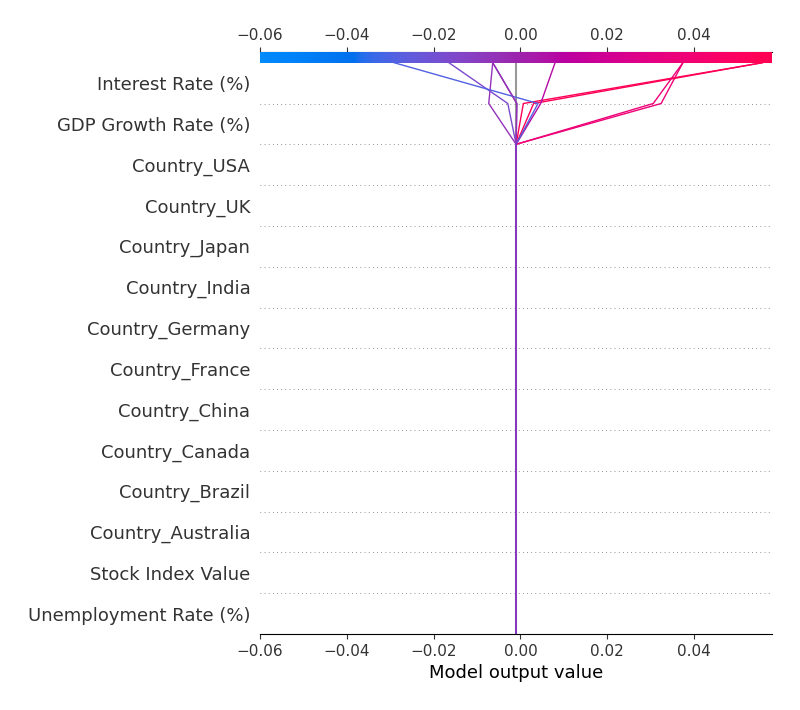 −0.06 −0.04 −0.02 0.00 0.02 0.04
Interest Rate (%)
GDP Growth Rate (%)
Country_USA
Country_UK
Country_Japan
Country_India
Country_Germany
Country_France
Country_China
Country_Canada
Country_Brazil
Country_Australia
Stock Index Value
Unemployment Rate (%)
−0.06 −0.04 −0.02 0.00 0.02 0.04
Model output value